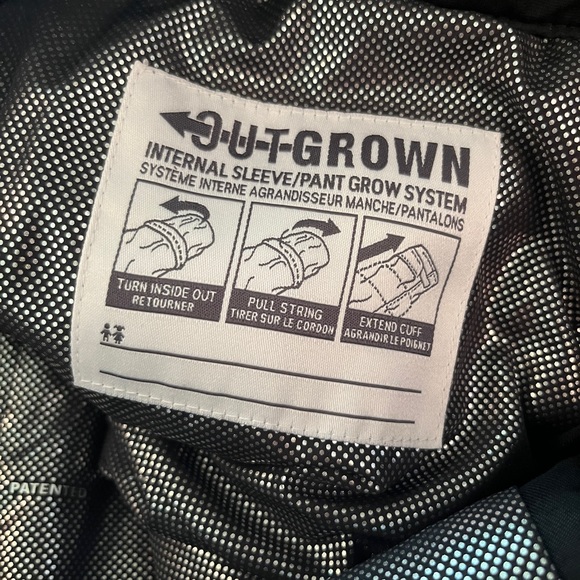 OUTGROWN
INTERNAL SLEEVE/PANT GROW SYSTEM
SYSTÈME INTERNE AGRANDISSEUR MANCHE/PANTALONS
TURN INSIDE OUT
RETOURNER
PULL STRING
TIRER SUR LE CORDON
EXTEND CUFF
AGRANDIR LE POIGNET
PATENTED